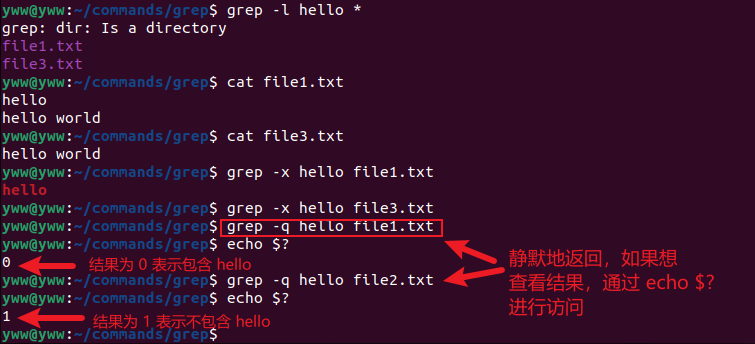 yww@yww:~/commands/grep$ grep -l hello *
grep: dir: Is a directory
file1.txt
file3.txt
yww@yww:~/commands/grep$ cat file1.txt
hello
hello world
yww@yww:~/commands/grep$ cat file3.txt
hello world
yww@yww:~/commands/grep$ grep -x hello file1.txt
hello
yww@yww:~/commands/grep$ grep -x hello file3.txt
yww@yww:~/commands/grep$ grep -q hello file1.txt
yww@yww:~/commands/grep$ echo $?
0
结果为 0 表示包含 hello
yww@yww:~/commands/grep$ grep -q hello file2.txt
yww@yww:~/commands/grep$ echo $?
1
结果为 1 表示不包含 hello
yww@yww:~/commands/grep$
静默地返回，如果想
查看结果，通过 echo $?
进行访问